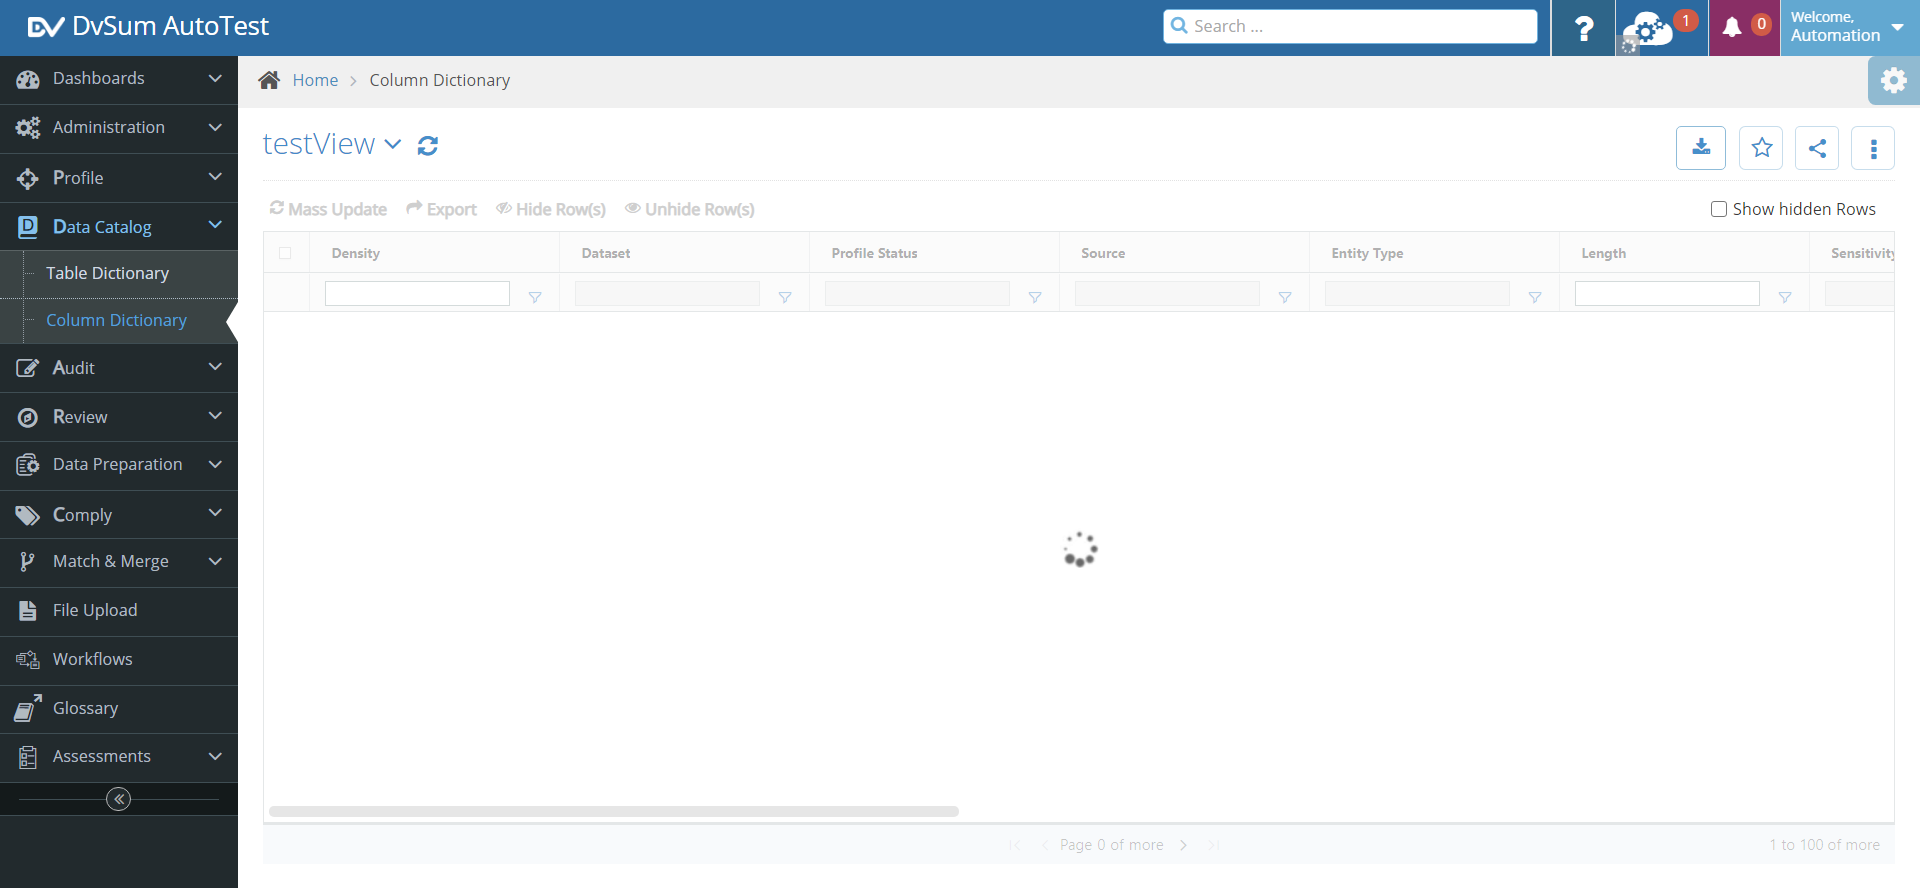 DV DvSum AutoTest
Search ...
?
1
0
Welcome,
Automation
Dashboards
Administration
Profile
Data Catalog
Table Dictionary
Column Dictionary
Audit
Review
Data Preparation
Comply
Match & Merge
File Upload
Workflows
Glossary
Assessments
Home > Column Dictionary
testView
Mass Update Export Hide Row(s) Unhide Row(s)
Show hidden Rows
Density Dataset Profile Status Source Entity Type Length Sensitivity
Page 0 of more
1 to 100 of more